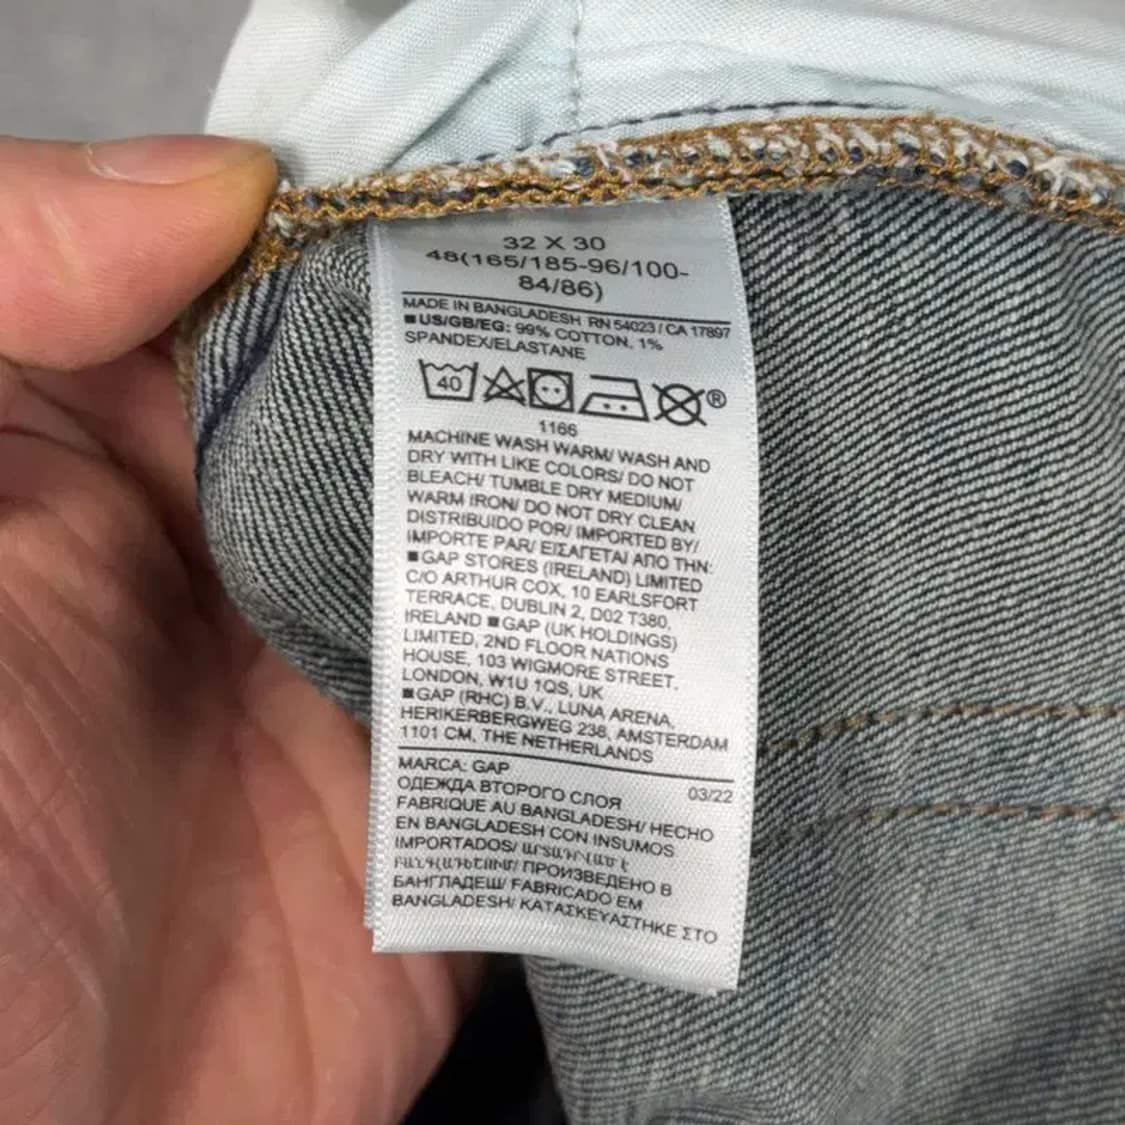 32 X 30
48(165/185-96/100-
84/86)
MADE IN BANGLADESH RN 54023 / CA 17897
■US/GB/EG: 99% COTTON, 1%
SPANDEX/ELASTANE
40 ®
1166
MACHINE WASH WARM/ WASH AND
DRY WITH LIKE COLORS/ DO NOT
BLEACH/ TUMBLE DRY MEDIUM/
WARM IRON/ DO NOT DRY CLEAN
DISTRIBUIDO POR/ IMPORTED BY/
IMPORTE PAR/ ΕΙΣΑΓΕΤΑΙ ΑΠΟ ΤΗΝ:
■GAP STORES (IRELAND) LIMITED
C/O ARTHUR COX, 10 EARLSFORT
TERRACE, DUBLIN 2, D02 T380,
IRELAND ■GAP (UK HOLDINGS)
LIMITED, 2ND FLOOR NATIONS
HOUSE, 103 WIGMORE STREET,
LONDON, W1U 1QS, UK
■GAP (RHC) B.V., LUNA ARENA,
HERIKERBERGWEG 238, AMSTERDAM
1101 CM, THE NETHERLANDS
MARCA: GAP
ОДЕЖДА ВТОРОГО СЛОЯ 03/22
FABRIQUE AU BANGLADESH/ HECHO
EN BANGLADESH CON INSUMOS
IMPORTADOS/
ПРОИЗВЕДЕНО В
БАНГЛАДЕШ/ FABRICADO EM
BANGLADESH/ ΚΑΤΑΣΚΕΥΑΣΤΗΚΕ ΣΤΟ